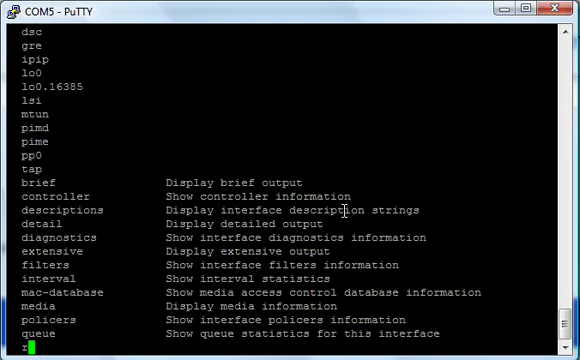 COM5 - PuTTY
dsc
gre
ipip
lo0
lo0.16385
lsi
mtun
pimd
pime
pp0
tap
brief Display brief output
controller Show controller information
descriptions Display interface description strings
detail Display detailed output
diagnostics Show interface diagnostics information
extensive Display extensive output
filters Show interface filters information
interval Show interval statistics
mac-database Show media access control database information
media Display media information
policers Show interface policers information
queue Show queue statistics for this interface
r